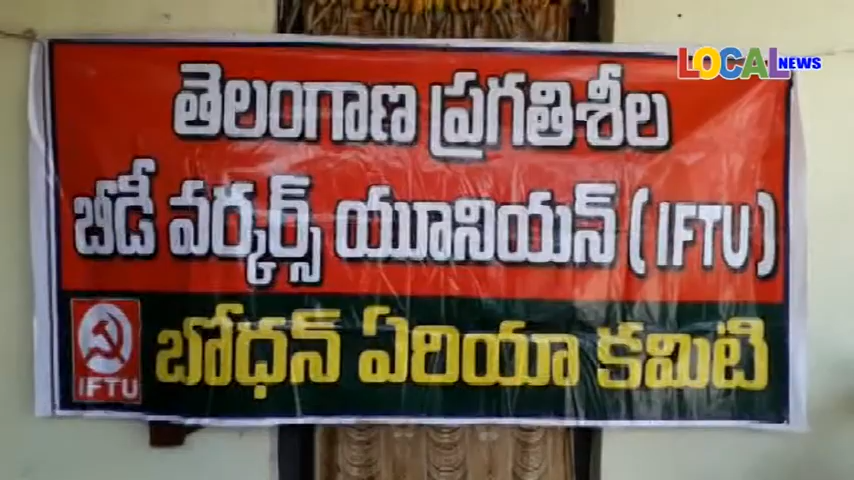 LOCAL NEWS
తెలంగాణ ప్రగతిశీల
బీడీ వర్కర్స్ యూనియన్ (IFTU)
బోధన్ ఏరియా కమిటి
IFTU